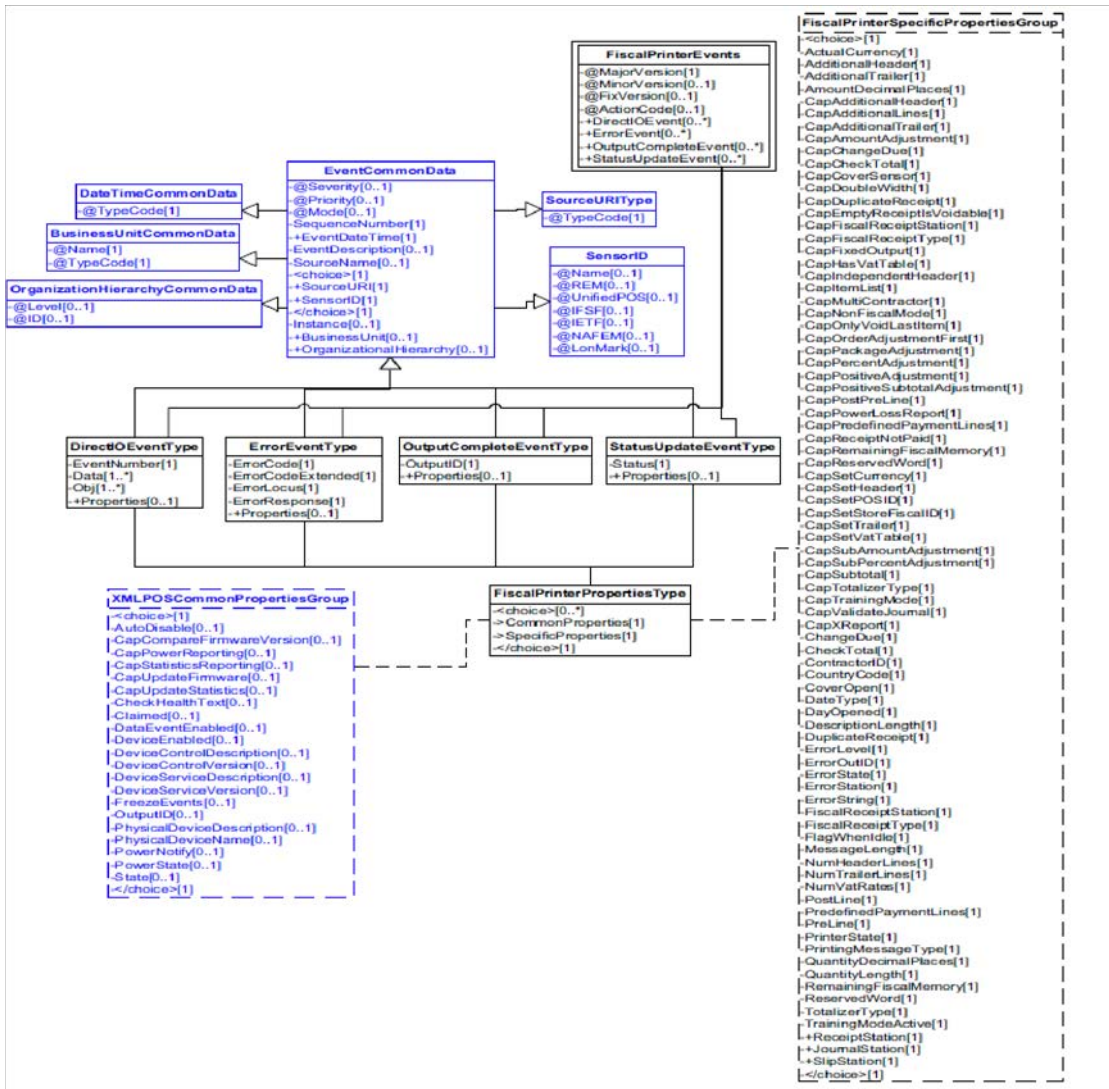 FiscalPrinterEvents
-@MajorVersion[1]
-@MinorVersion[0..1]
-@FixVersion[0..1]
-@ActionCode[0..1]
-+DirectIOEvent[0..*]
-+ErrorEvent[0..*]
-+OutputCompleteEvent[0..*]
-+StatusUpdateEvent[0..*]
EventCommonData
-@Severity[0..1]
-@Priority[0..1]
-@Mode[0..1]
-SequenceNumber[1]
-+EventDateTime[1]
-EventDescription[0..1]
-SourceName[0..1]
-<choice>[1]
-+SourceURI[1]
-+SensorID[1]
-</choice>[1]
-Instance[0..1]
-+BusinessUnit[0..1]
-+OrganizationalHierarchy[0..1]
DateTimeCommonData
-@TypeCode[1]
BusinessUnitCommonData
-@Name[1]
-@TypeCode[1]
OrganizationHierarchyCommonData
-@Level[0..1]
-@ID[0..1]
SourceURIType
-@TypeCode[1]
SensorID
-@Name[0..1]
-@REM[0..1]
-@UnifiedPOS[0..1]
-@IFSF[0..1]
-@IETF[0..1]
-@NAFEM[0..1]
-@LonMark[0..1]
DirectIOEventType
-EventNumber[1]
-Data[1..*]
-Obj[1..*]
-+Properties[0..1]
ErrorEventType
-ErrorCode[1]
-ErrorCodeExtended[1]
-ErrorLocus[1]
-ErrorResponse[1]
-+Properties[0..1]
OutputCompleteEventType
-OutputID[1]
-+Properties[0..1]
StatusUpdateEventType
-Status[1]
-+Properties[0..1]
XMLPOSCommonPropertiesGroup
-<choice>[1]
-AutoDisable[0..1]
-CapCompareFirmwareVersion[0..1]
-CapPowerReporting[0..1]
-CapStatisticsReporting[0..1]
-CapUpdateFirmware[0..1]
-CapUpdateStatistics[0..1]
-CheckHealthText[0..1]
-Claimed[0..1]
-DataEventEnabled[0..1]
-DeviceEnabled[0..1]
-DeviceControlDescription[0..1]
-DeviceControlVersion[0..1]
-DeviceServiceDescription[0..1]
-DeviceServiceVersion[0..1]
-FreezeEvents[0..1]
-OutputID[0..1]
-PhysicalDeviceDescription[0..1]
-PhysicalDeviceName[0..1]
-PowerNotify[0..1]
-PowerState[0..1]
-State[0..1]
-</choice>[1]
FiscalPrinterPropertiesType
-<choice>[0..*]
->CommonProperties[1]
->SpecificProperties[1]
-</choice>[1]
FiscalPrinterSpecificPropertiesGroup
-<choice>[1]
-ActualCurrency[1]
-AdditionalHeader[1]
-AdditionalTrailer[1]
-AmountDecimalPlaces[1]
-CapAdditionalHeader[1]
-CapAdditionalLines[1]
-CapAdditionalTrailer[1]
-CapAmountAdjustment[1]
-CapChangeDue[1]
-CapCheckTotal[1]
-CapCoverSensor[1]
-CapDoubleWidth[1]
-CapDuplicateReceipt[1]
-CapEmptyReceiptIsVoidable[1]
-CapFiscalReceiptStation[1]
-CapFiscalReceiptType[1]
-CapFixedOutput[1]
-CapHasVatTable[1]
-CapIndependentHeader[1]
-CapItemList[1]
-CapMultiContractor[1]
-CapNonFiscalMode[1]
-CapOnlyVoidLastItem[1]
-CapOrderAdjustmentFirst[1]
-CapPackageAdjustment[1]
-CapPercentAdjustment[1]
-CapPositiveAdjustment[1]
-CapPositiveSubtotalAdjustment[1]
-CapPostPreLine[1]
-CapPowerLossReport[1]
-CapPredefinedPaymentLines[1]
-CapReceiptNotPaid[1]
-CapRemainingFiscalMemory[1]
-CapReservedWord[1]
-CapSetCurrency[1]
-CapSetHeader[1]
-CapSetPOSID[1]
-CapSetStoreFiscalID[1]
-CapSetTrailer[1]
-CapSetVatTable[1]
-CapSubAmountAdjustment[1]
-CapSubPercentAdjustment[1]
-CapSubtotal[1]
-CapTotalizerType[1]
-CapTrainingMode[1]
-CapValidateJournal[1]
-CapXReport[1]
-ChangeDue[1]
-CheckTotal[1]
-ContractorID[1]
-CountryCode[1]
-CoverOpen[1]
-DateType[1]
-DayOpened[1]
-DescriptionLength[1]
-DuplicateReceipt[1]
-ErrorLevel[1]
-ErrorOutID[1]
-ErrorState[1]
-ErrorStation[1]
-ErrorString[1]
-FiscalReceiptStation[1]
-FiscalReceiptType[1]
-FlagWhenIdle[1]
-MessageLength[1]
-NumHeaderLines[1]
-NumTrailerLines[1]
-NumVatRates[1]
-PostLine[1]
-PredefinedPaymentLines[1]
-PreLine[1]
-PrinterState[1]
-PrintingMessageType[1]
-QuantityDecimalPlaces[1]
-QuantityLength[1]
-RemainingFiscalMemory[1]
-ReservedWord[1]
-TotalizerType[1]
-TrainingModeActive[1]
-+ReceiptStation[1]
-+JournalStation[1]
-+SlipStation[1]
-</choice>[1]